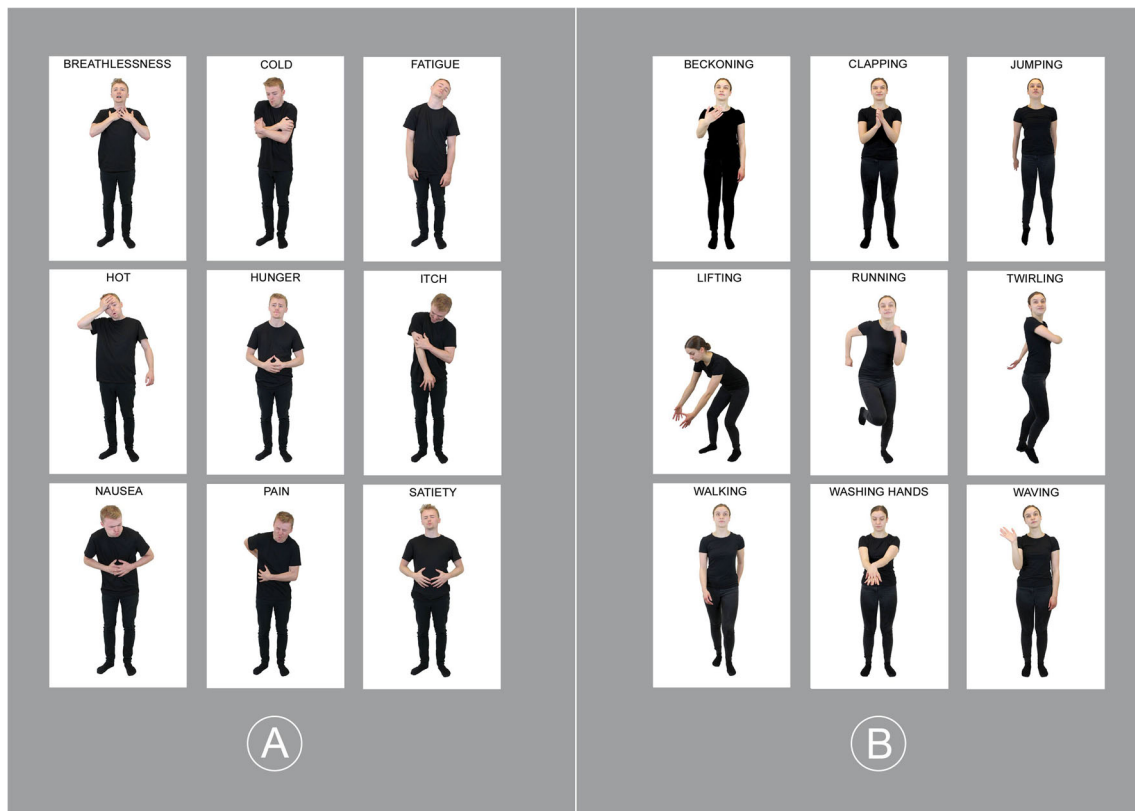 BREATHLESSNESS
COLD
FATIGUE
HOT
HUNGER
ITCH
NAUSEA
PAIN
SATIETY
A
BECKONING
CLAPPING
JUMPING
LIFTING
RUNNING
TWIRLING
WALKING
WASHING HANDS
WAVING
B